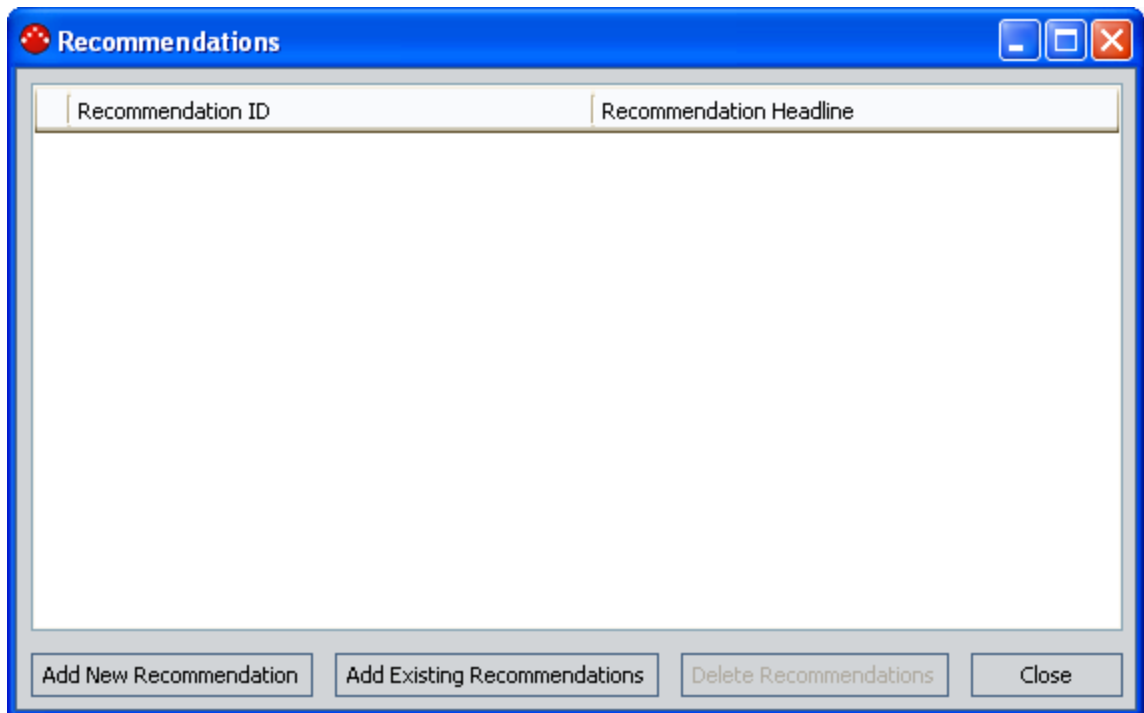 Recommendations
Recommendation ID Recommendation Headline
Add New Recommendation Add Existing Recommendations Delete Recommendations Close